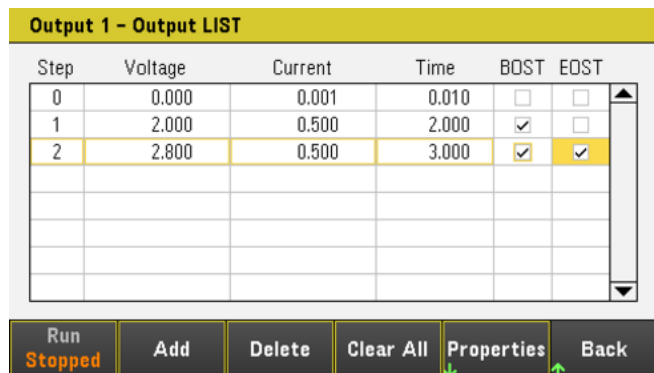 Output 1 – Output LIST
Step Voltage Current Time BOST EOST
0 0.000 0.001 0.010
1 2.000 0.500 2.000
2 2.800 0.500 3.000
Run Stopped Add Delete Clear All Properties Back